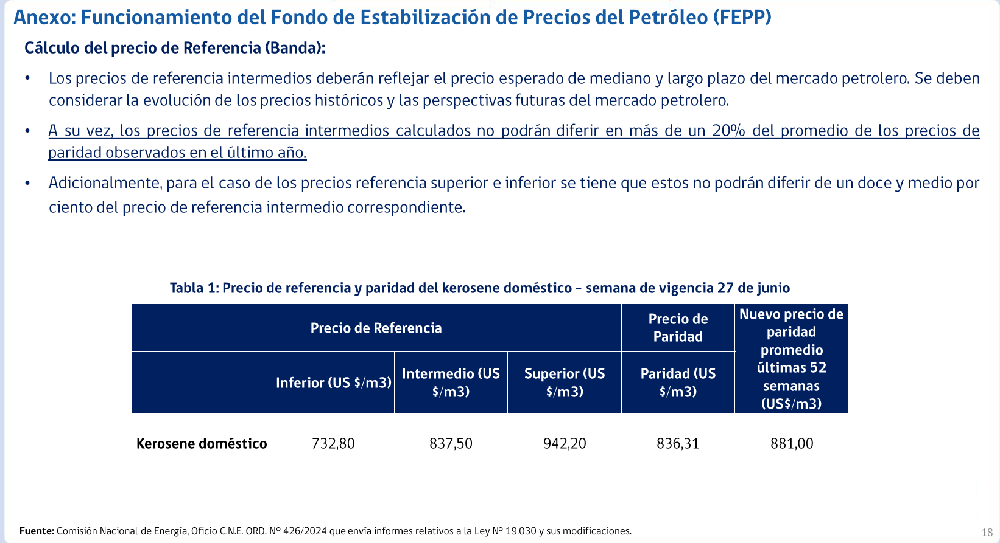 Anexo: Funcionamiento del Fondo de Estabilización de Precios del Petróleo (FEPP)
Cálculo del precio de Referencia (Banda):
• Los precios de referencia intermedios deberán reflejar el precio esperado de mediano y largo plazo del mercado petrolero. Se deben
considerar la evolución de los precios históricos y las perspectivas futuras del mercado petrolero.
• A su vez, los precios de referencia intermedios calculados no podrán diferir en más de un 20% del promedio de los precios de
paridad observados en el último año.
• Adicionalmente, para el caso de los precios referencia superior e inferior se tiene que estos no podrán diferir de un doce y medio por
ciento del precio de referencia intermedio correspondiente.
Tabla 1: Precio de referencia y paridad del kerosene doméstico – semana de vigencia 27 de junio
Precio de Referencia
Precio de
Paridad
Nuevo precio de
paridad
promedio
últimas 52
semanas
(US$/m3)
Inferior (US $/m3)
Intermedio (US
$/m3)
Superior (US
$/m3)
Paridad (US
$/m3)
Kerosene doméstico 732,80 837,50 942,20 836,31 881,00
Fuente: Comisión Nacional de Energía, Oficio C.N.E. ORD. N° 426/2024 que envía informes relativos a la Ley Nº 19.030 y sus modificaciones.
18